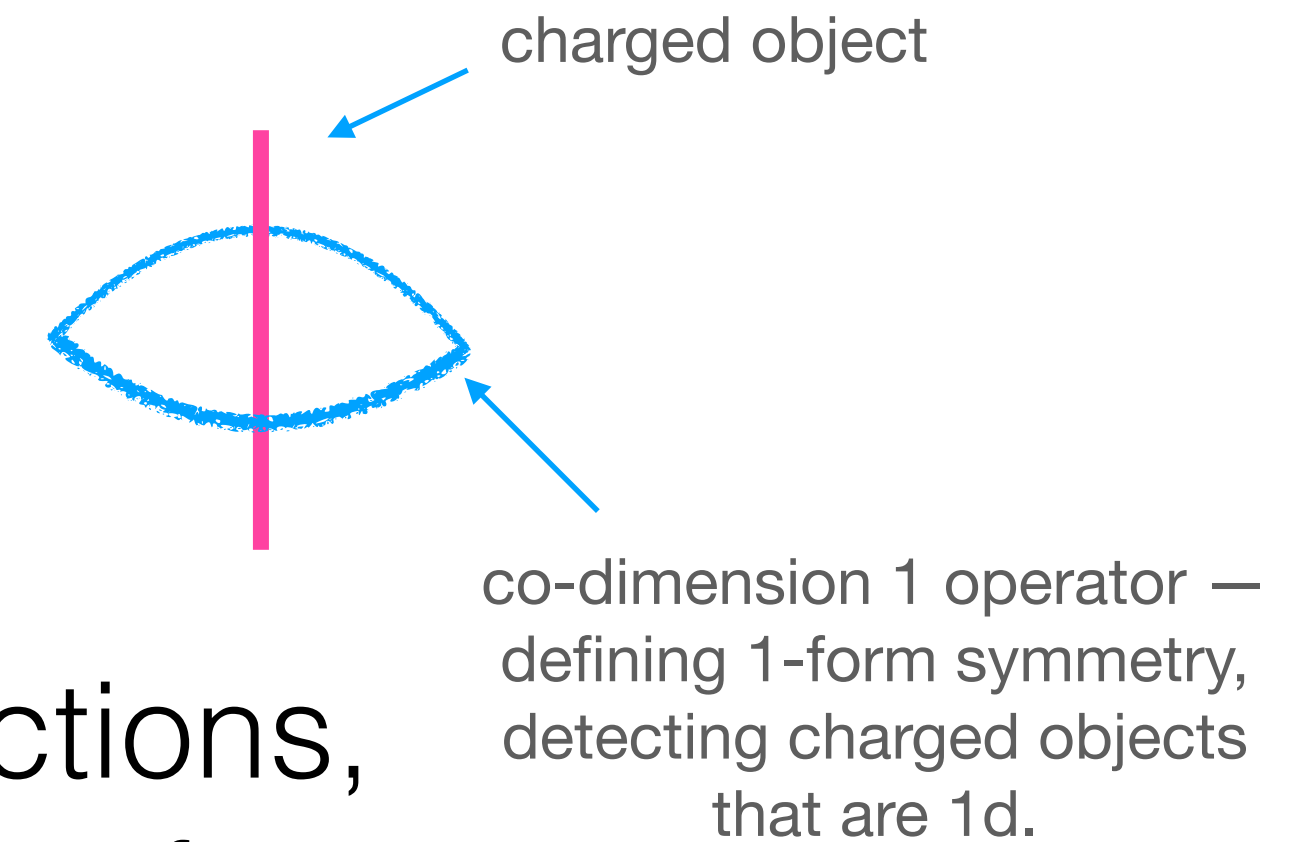 charged object
co-dimension 1 operator —
defining 1-form symmetry,
detecting charged objects
that are 1d.
ctions,